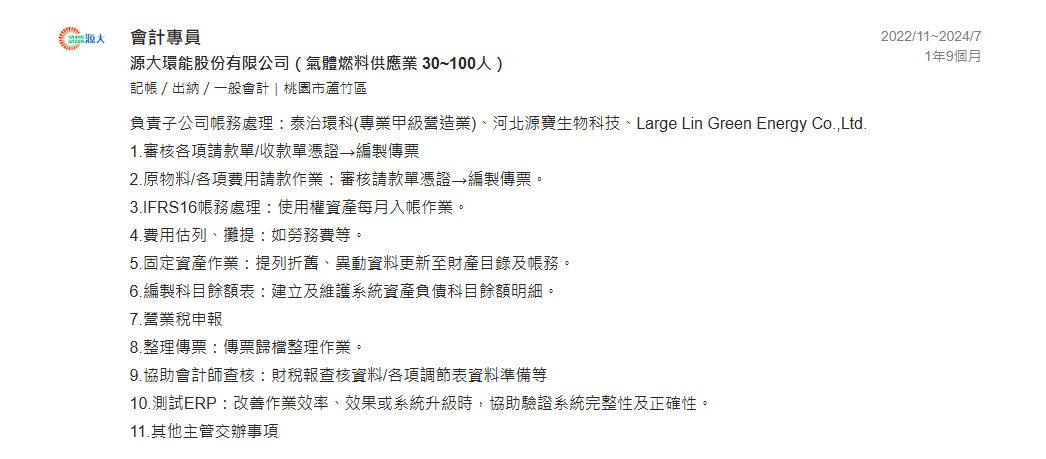 GRAND GREEN 源大
會計專員
2022/11~2024/7
源大環能股份有限公司（氣體燃料供應業 30~100人）
1年9個月
記帳 / 出納 / 一般會計｜桃園市蘆竹區
負責子公司帳務處理：泰治環科(專業甲級營造業)、河北源寶生物科技、Large Lin Green Energy Co.,Ltd.
1.審核各項請款單/收款單憑證→編製傳票
2.原物料/各項費用請款作業：審核請款單憑證→編製傳票。
3.IFRS16帳務處理：使用權資產每月入帳作業。
4.費用估列、攤提：如勞務費等。
5.固定資產作業：提列折舊、異動資料更新至財產目錄及帳務。
6.編製科目餘額表：建立及維護系統資產負債科目餘額明細。
7.營業稅申報
8.整理傳票：傳票歸檔整理作業。
9.協助會計師查核：財稅報查核資料/各項調節表資料準備等
10.測試ERP：改善作業效率、效果或系統升級時，協助驗證系統完整性及正確性。
11.其他主管交辦事項